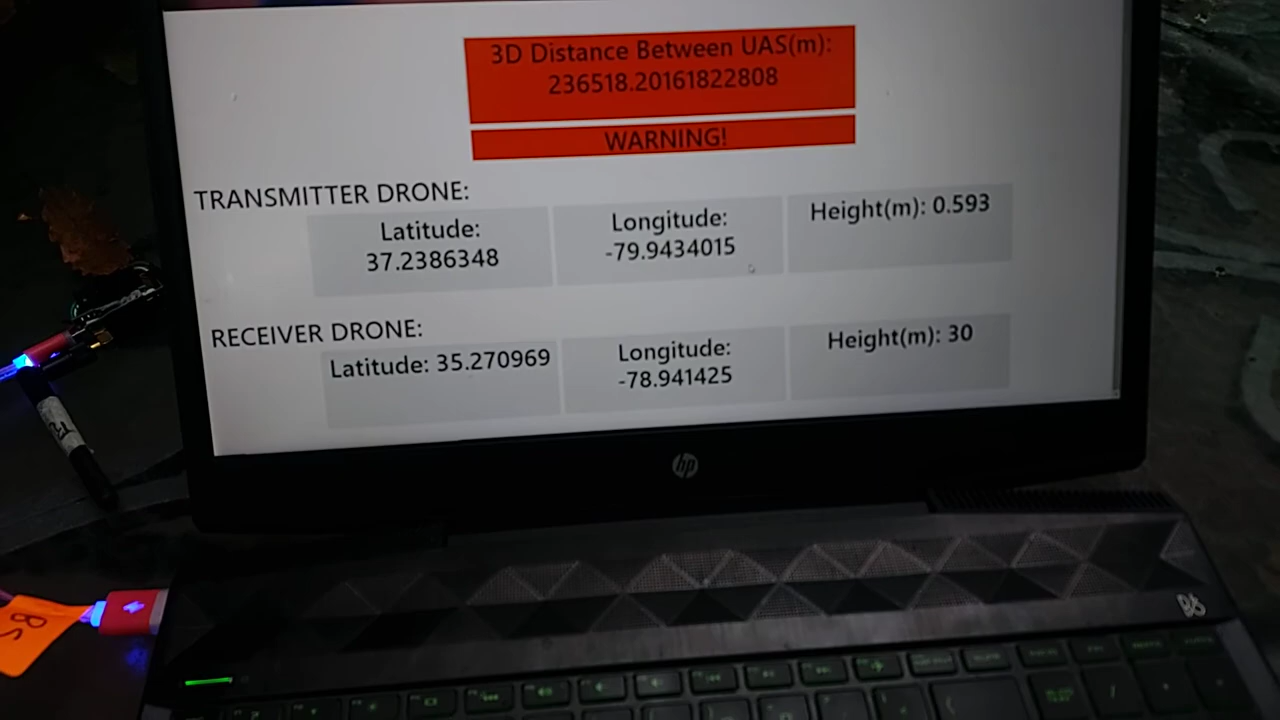 3D Distance Between UAS(m):
236518.20161822808
WARNING!
TRANSMITTER DRONE:
Latitude:
37.2386348
Longitude:
-79.9434015
Height(m): 0.593
RECEIVER DRONE:
Latitude: 35.270969
Longitude:
-78.941425
Height(m): 30
hp